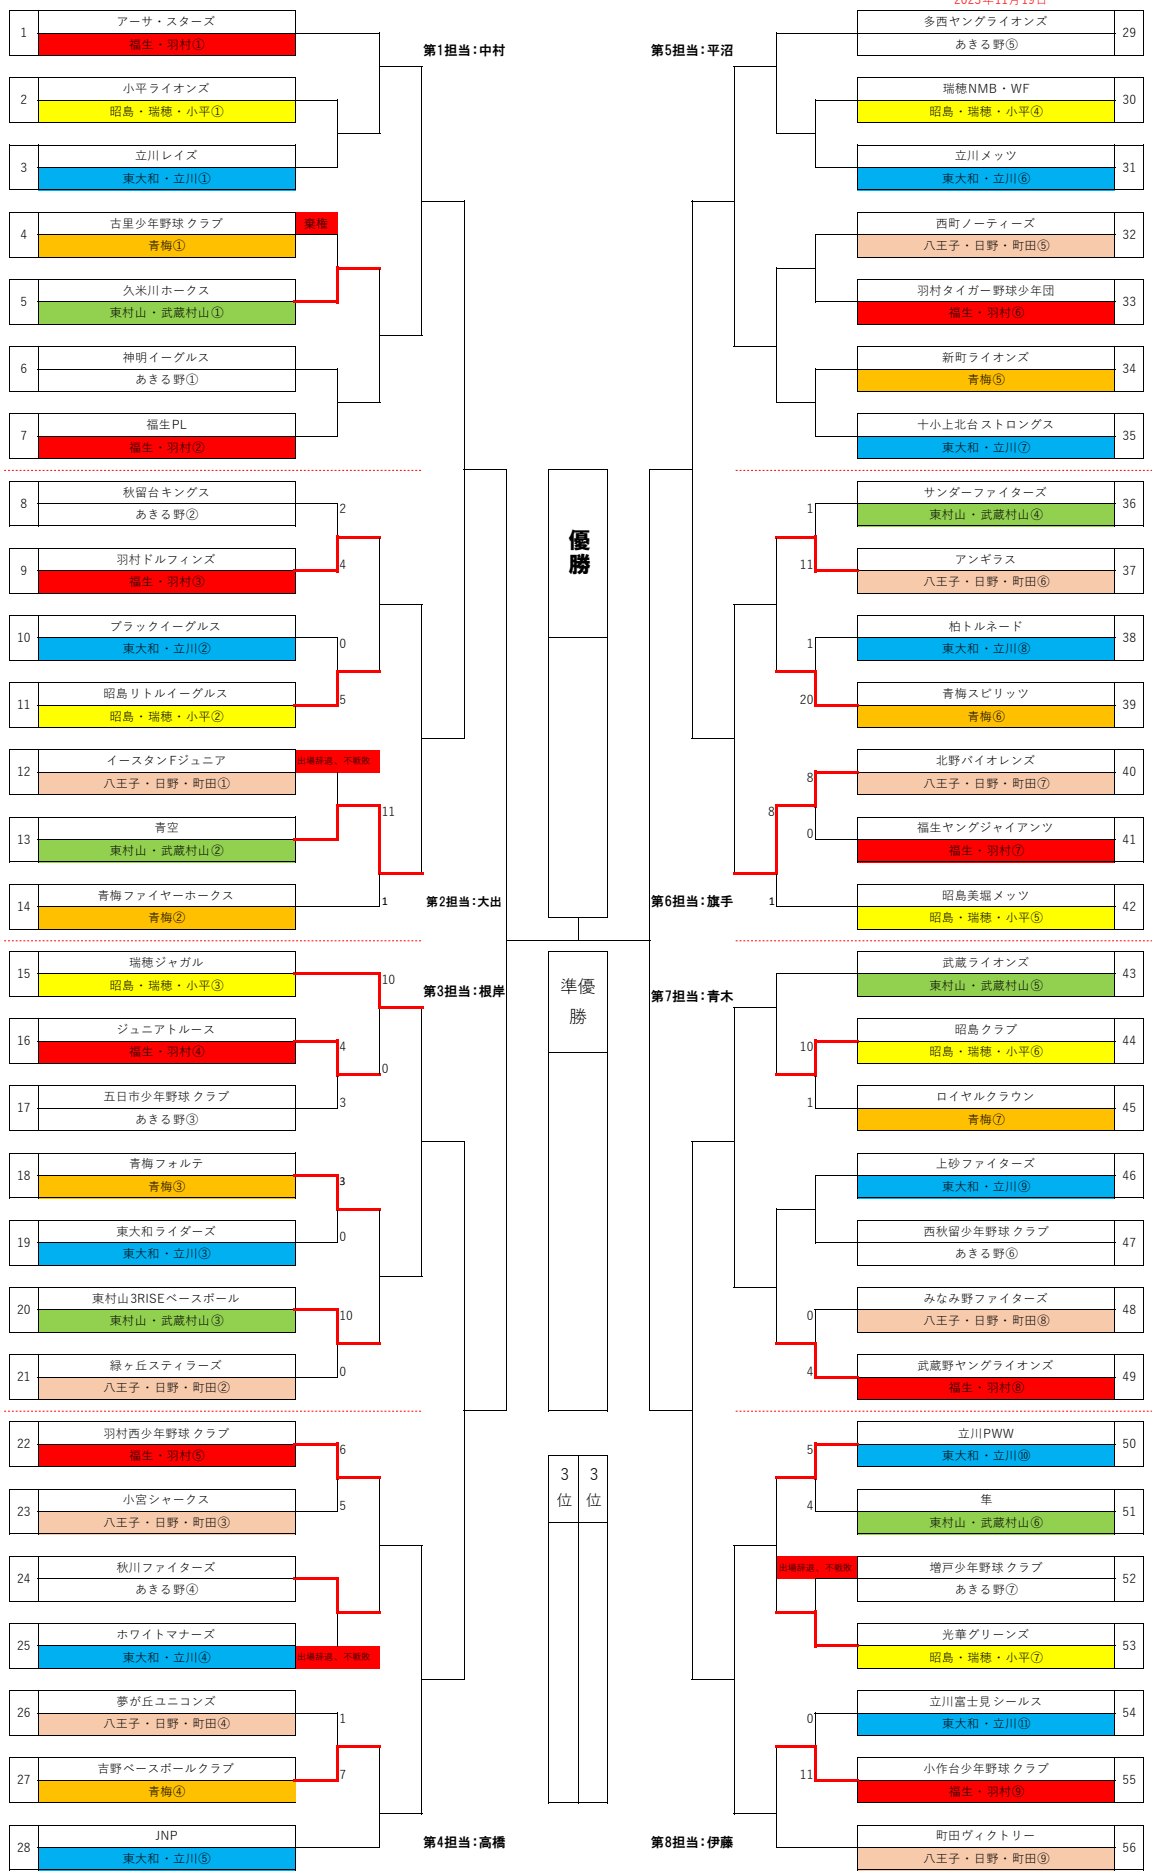 2023年11月19日
1
アーサ・スターズ
福生・羽村①
第1担当:中村
2
小平ライオンズ
昭島・瑞穂・小平①
3
立川レイズ
東大和・立川①
4
古里少年野球クラブ
青梅①
棄権
5
久米川ホークス
東村山・武蔵村山①
6
神明イーグルス
あきる野①
7
福生PL
福生・羽村②
8
秋留台キングス
あきる野②
2
9
羽村ドルフィンズ
福生・羽村③
4
10
ブラックイーグルス
東大和・立川②
0
11
昭島リトルイーグルス
昭島・瑞穂・小平②
5
12
イースタンFジュニア
八王子・日野・町田①
出場辞退、不戦敗
11
13
青空
東村山・武蔵村山②
14
青梅ファイヤーホークス
青梅②
1
第2担当:大出
15
瑞穂ジャガル
昭島・瑞穂・小平③
10
第3担当:根岸
16
ジュニアトルース
福生・羽村④
4
0
17
五日市少年野球クラブ
あきる野③
3
18
青梅フォルテ
青梅③
3
19
東大和ライダーズ
東大和・立川③
0
20
東村山3RISEベースボール
東村山・武蔵村山③
10
21
緑ヶ丘スティラーズ
八王子・日野・町田②
0
22
羽村西少年野球クラブ
福生・羽村⑤
6
23
小宮シャークス
八王子・日野・町田③
5
24
秋川ファイターズ
あきる野④
25
ホワイトマナーズ
東大和・立川④
出場辞退、不戦敗
26
夢が丘ユニコンズ
八王子・日野・町田④
1
27
吉野ベースボールクラブ
青梅④
7
28
JNP
東大和・立川⑤
第4担当:高橋
優勝
準優勝
3位
3位
第5担当:平沼
多西ヤングライオンズ
あきる野⑤
29
瑞穂NMB・WF
昭島・瑞穂・小平④
30
立川メッツ
東大和・立川⑥
31
西町ノーティーズ
八王子・日野・町田⑤
32
羽村タイガー野球少年団
福生・羽村⑥
33
新町ライオンズ
青梅⑤
34
十小上北台ストロングス
東大和・立川⑦
35
1
サンダーファイターズ
東村山・武蔵村山④
36
11
アンギラス
八王子・日野・町田⑥
37
1
柏トルネード
東大和・立川⑧
38
20
青梅スピリッツ
青梅⑥
39
8
北野バイオレンズ
八王子・日野・町田⑦
40
8
0
福生ヤングジャイアンツ
福生・羽村⑦
41
第6担当:旗手
1
昭島美堀メッツ
昭島・瑞穂・小平⑤
42
第7担当:青木
武蔵ライオンズ
東村山・武蔵村山⑤
43
10
昭島クラブ
昭島・瑞穂・小平⑥
44
1
ロイヤルクラウン
青梅⑦
45
上砂ファイターズ
東大和・立川⑨
46
西秋留少年野球クラブ
あきる野⑥
47
0
みなみ野ファイターズ
八王子・日野・町田⑧
48
4
武蔵野ヤングライオンズ
福生・羽村⑧
49
5
立川PWW
東大和・立川⑩
50
4
隼
東村山・武蔵村山⑥
51
出場辞退、不戦敗
増戸少年野球クラブ
あきる野⑦
52
光華グリーンズ
昭島・瑞穂・小平⑦
53
0
立川富士見シールス
東大和・立川⑪
54
11
小作台少年野球クラブ
福生・羽村⑨
55
第8担当:伊藤
町田ヴィクトリー
八王子・日野・町田⑨
56